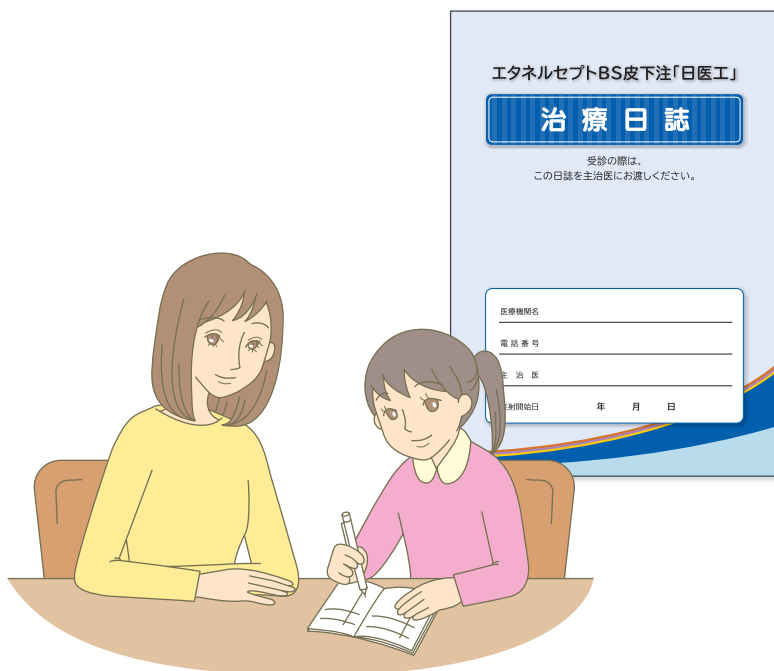 エタネルセプトBS皮下注「日医工」
治療日誌
受診の際は、
この日誌を主治医にお渡しください。
医療機関名
電話番号
主治医
射開始日 年 月 日